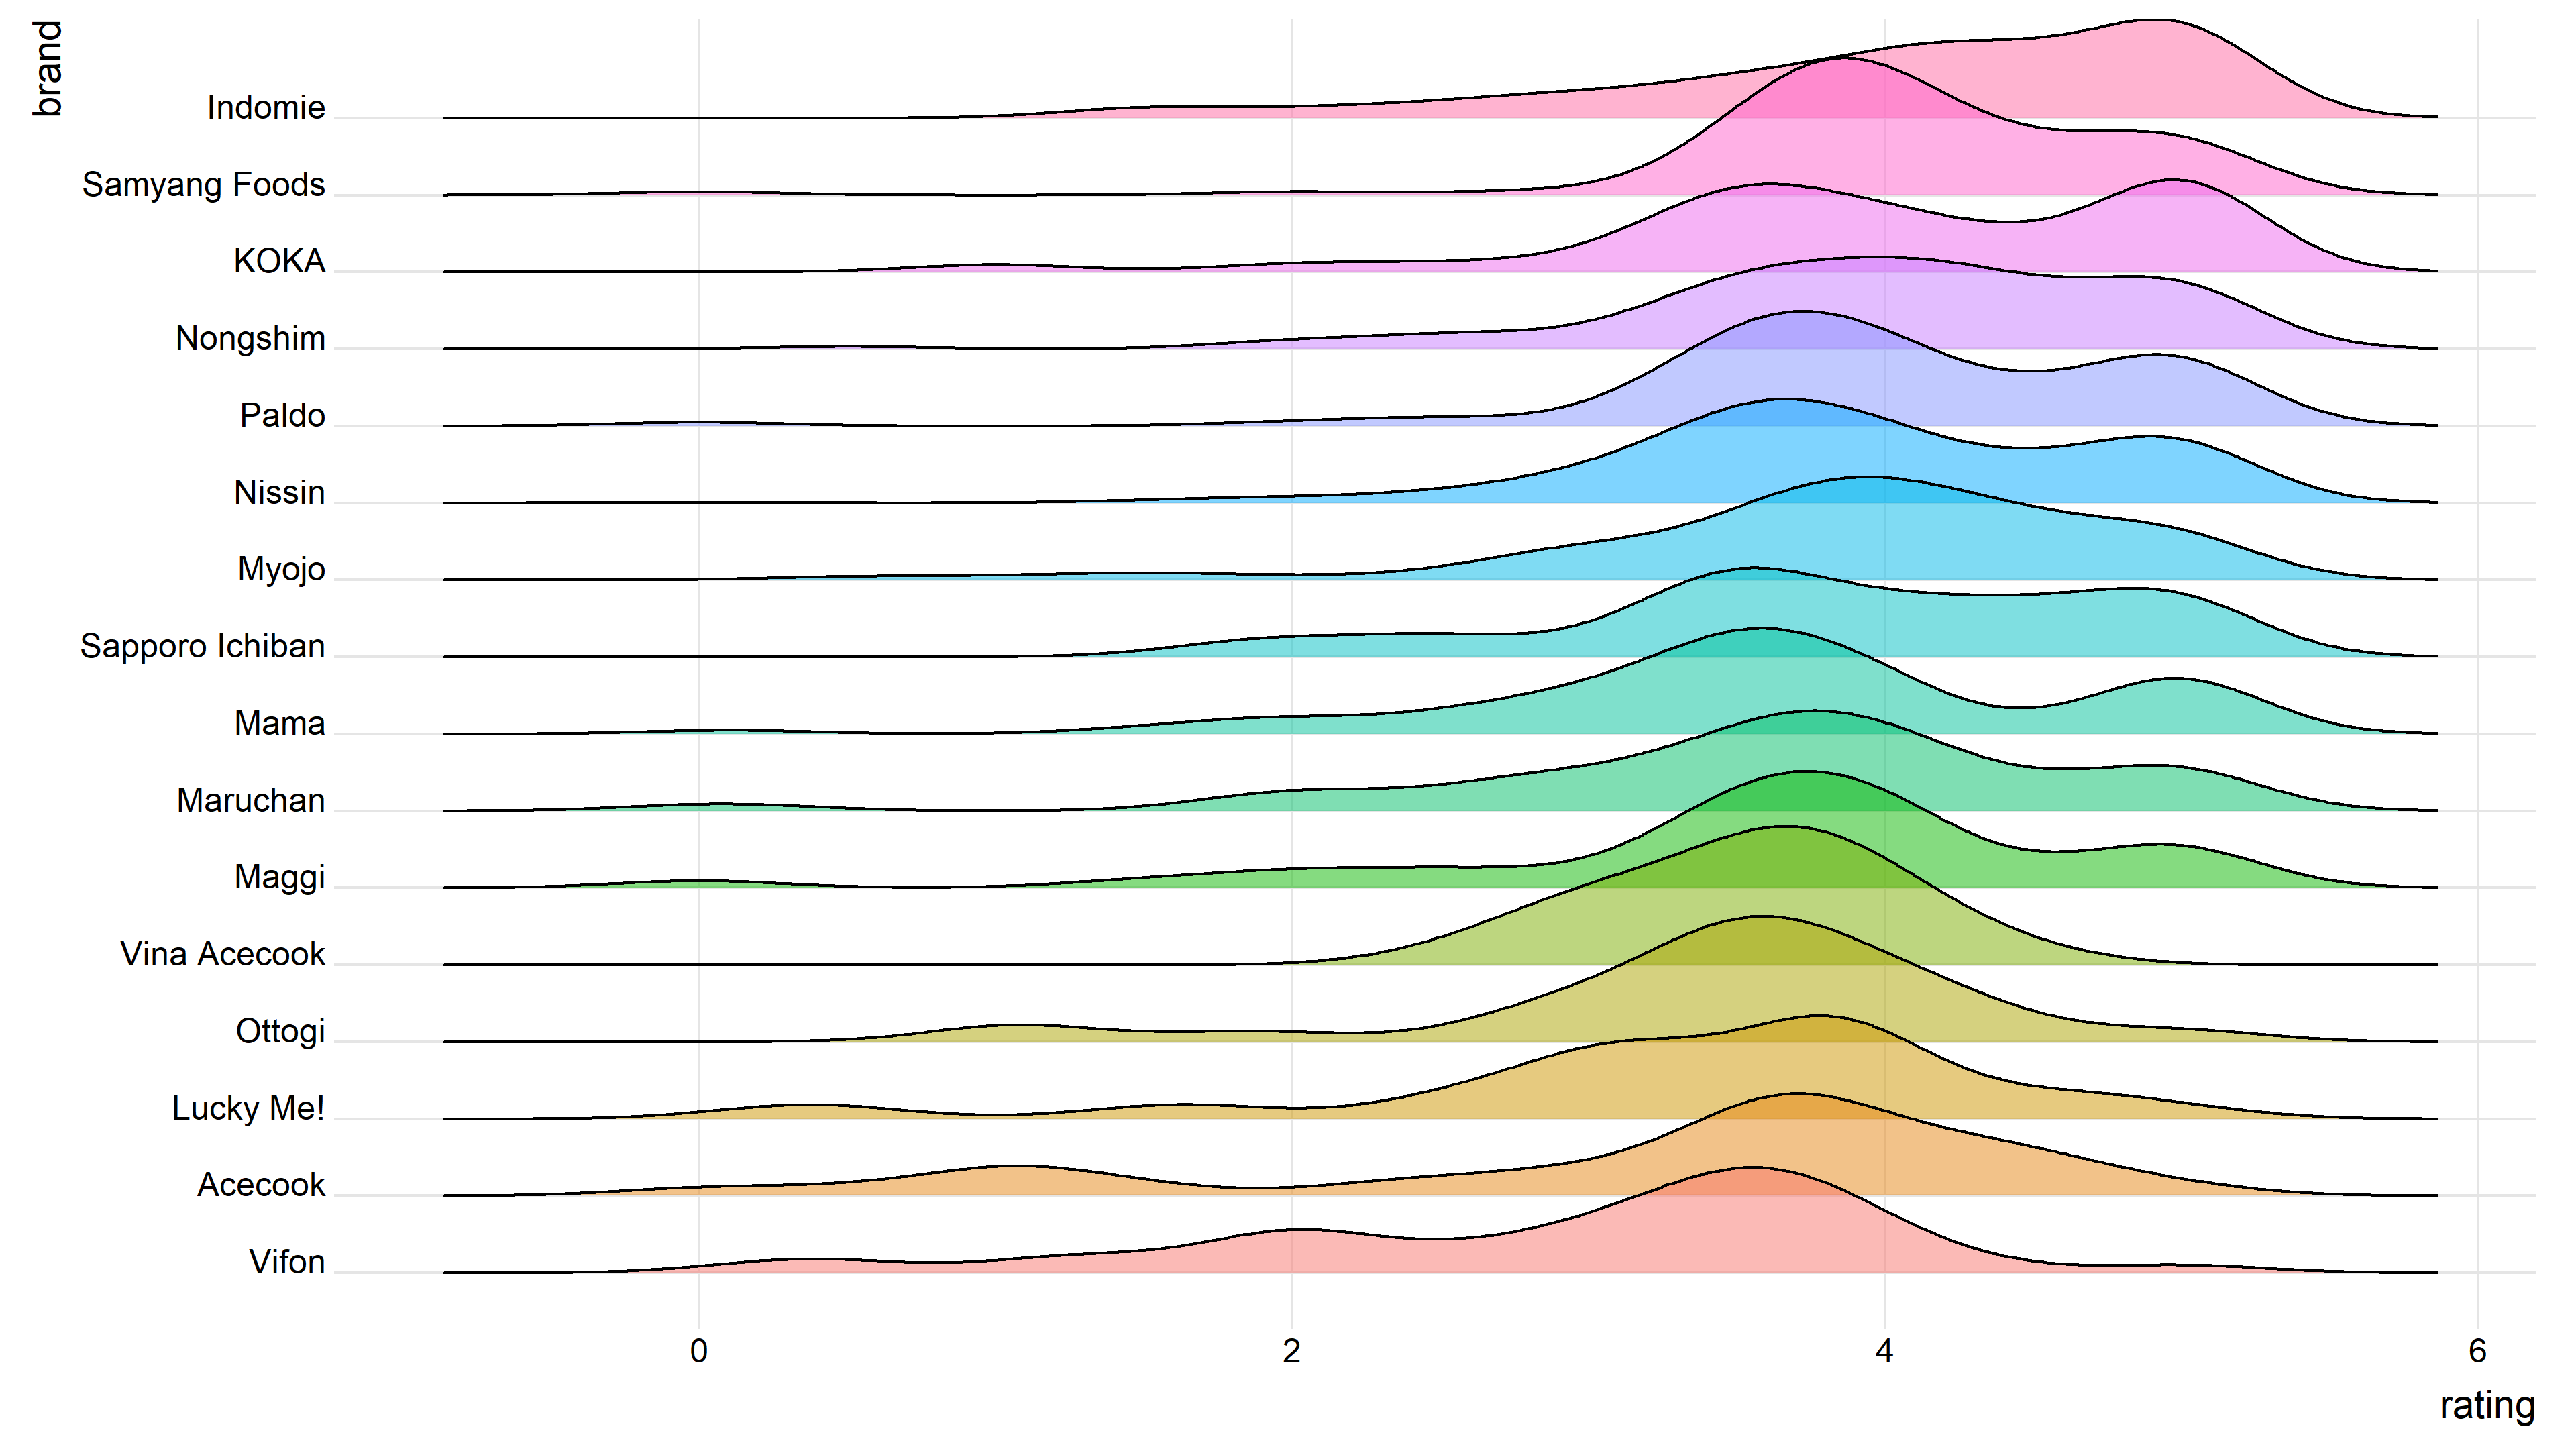 brand
Indomie
Samyang Foods
KOKA
Nongshim
Paldo
Nissin
Myojo
Sapporo Ichiban
Mama
Maruchan
Maggi
Vina Acecook
Ottogi
Lucky Me!
Acecook
Vifon
0 2 4 6
rating